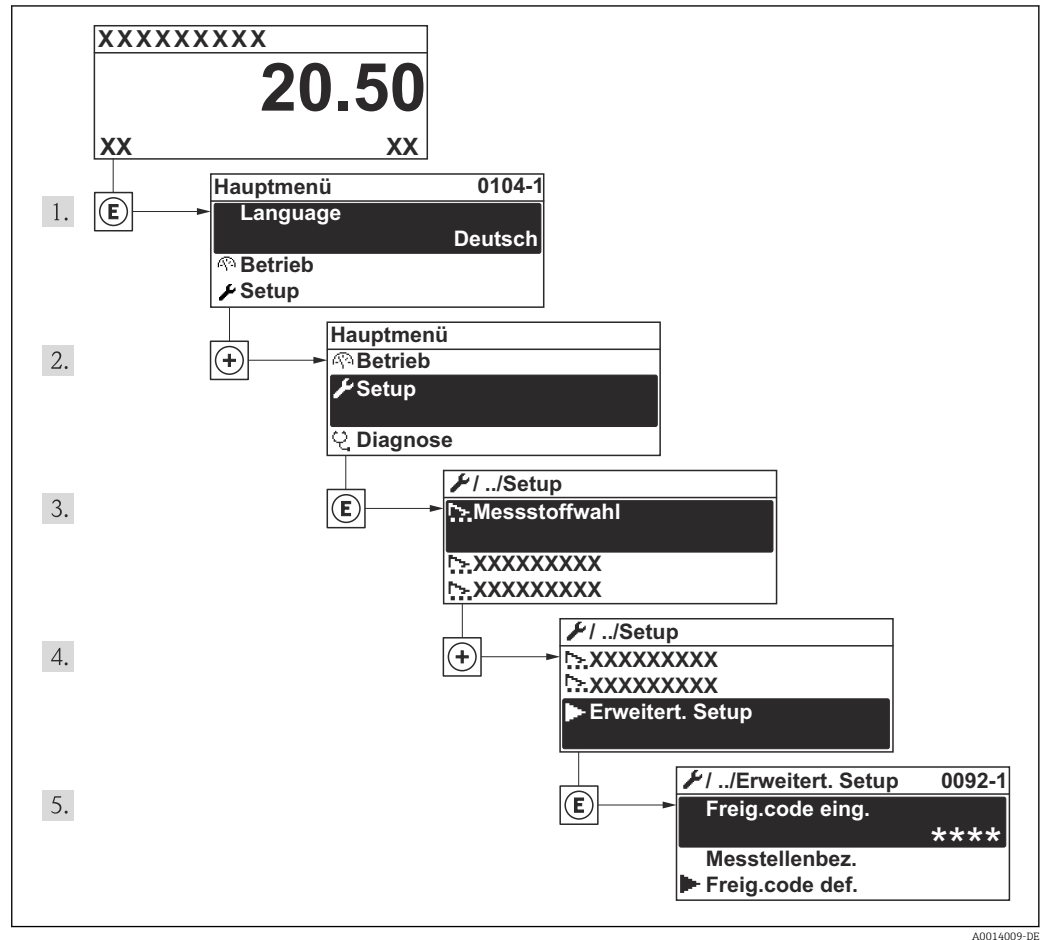 XXXXXXXXX
20.50
XX XX
1. E
Hauptmenü 0104-1
Language
Deutsch
Betrieb
Setup
2. +
Hauptmenü
Betrieb
Setup
Diagnose
3. E
/ ../Setup
Messstoffwahl
XXXXXXXXX
XXXXXXXXX
4. +
/ ../Setup
XXXXXXXXX
XXXXXXXXX
Erweitert. Setup
5. E
/ ../Erweitert. Setup 0092-1
Freig.code eing.
****
Messtellenbez.
Freig.code def.
A0014009-DE